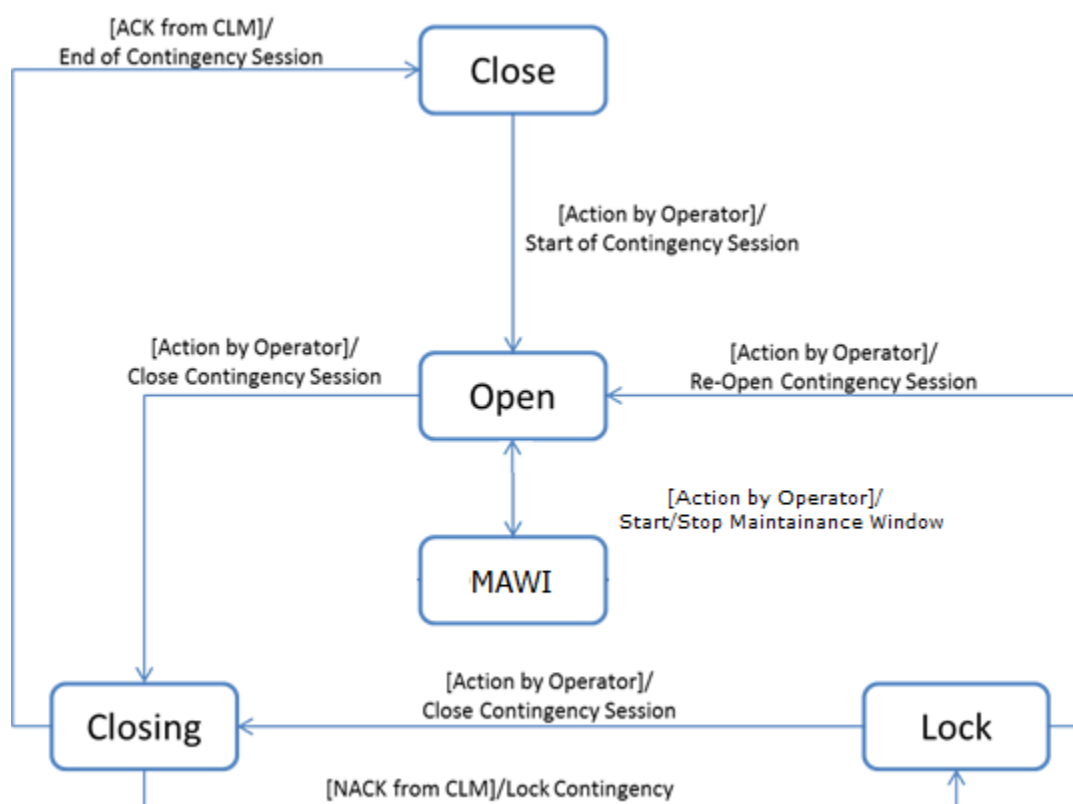 [ACK from CLM]/
End of Contingency Session
Close
[Action by Operator]/
Start of Contingency Session
[Action by Operator]/
Close Contingency Session
[Action by Operator]/
Re-Open Contingency Session
Open
[Action by Operator]/
Start/Stop Maintainance Window
MAWI
[Action by Operator]/
Close Contingency Session
Closing
Lock
[NACK from CLM]/Lock Contingency